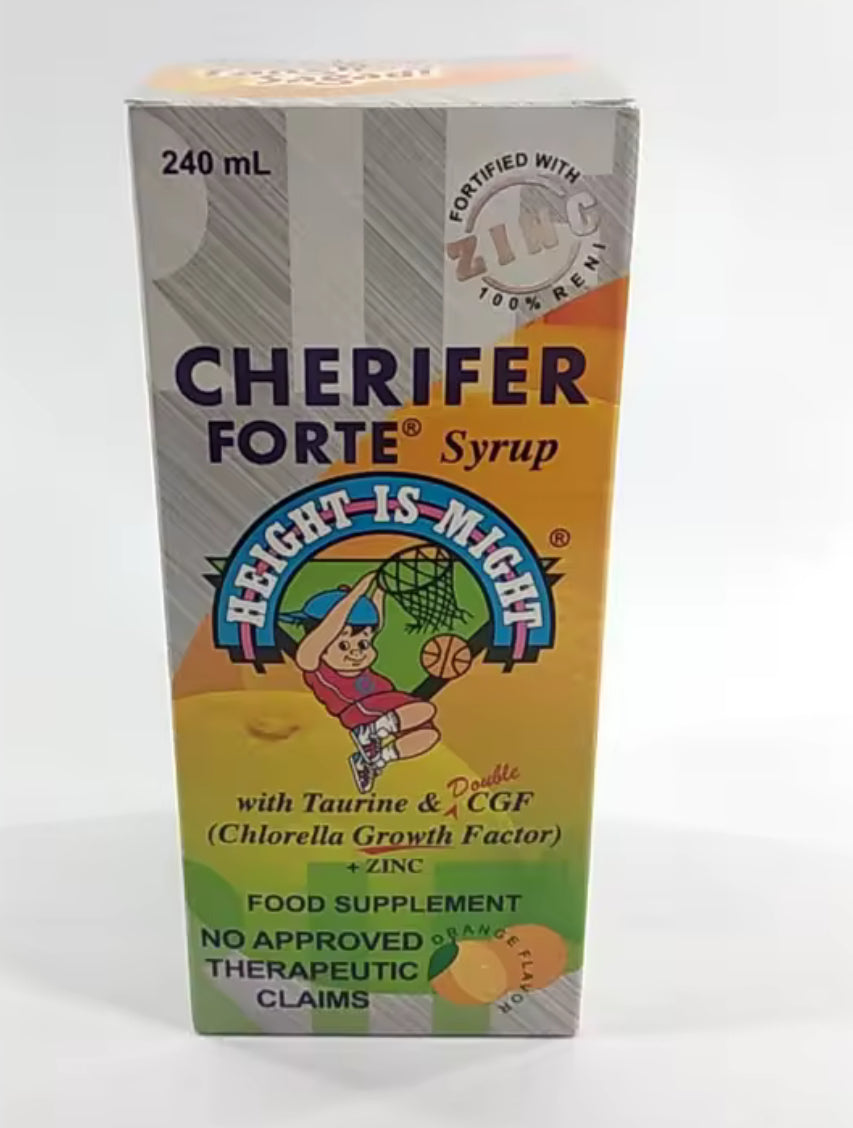 240 mL
FORTIFIED WITH
ZINC
100% RENI
CHERIFER
FORTE® Syrup
HEIGHT IS MIGHT ®
with Taurine & Double CGF
(Chlorella Growth Factor)
+ ZINC
FOOD SUPPLEMENT
NO APPROVED
THERAPEUTIC
CLAIMS
ORANGE FLAVOR